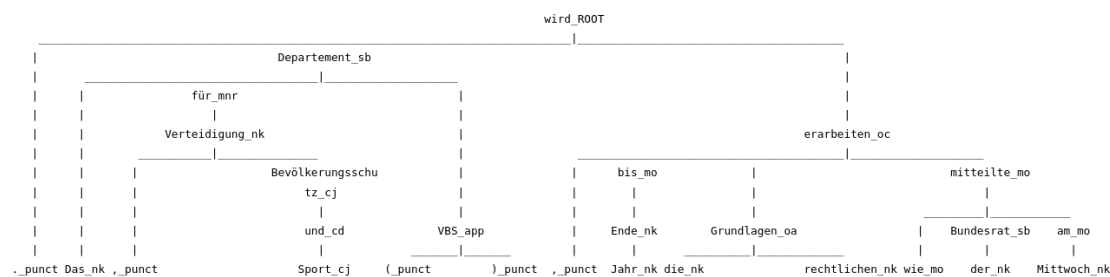 wird_ROOT
Departement_sb
für_mnr
Verteidigung_nk erarbeiten_oc
Bevölkerungsschu bis_mo mitteilte_mo
tz_cj
und_cd VBS_app Ende_nk Grundlagen_oa Bundesrat_sb am_mo
._punct Das_nk ,_punct Sport_cj (_punct )_punct ,_punct Jahr_nk die_nk rechtlichen_nk wie_mo der_nk Mittwoch_nk